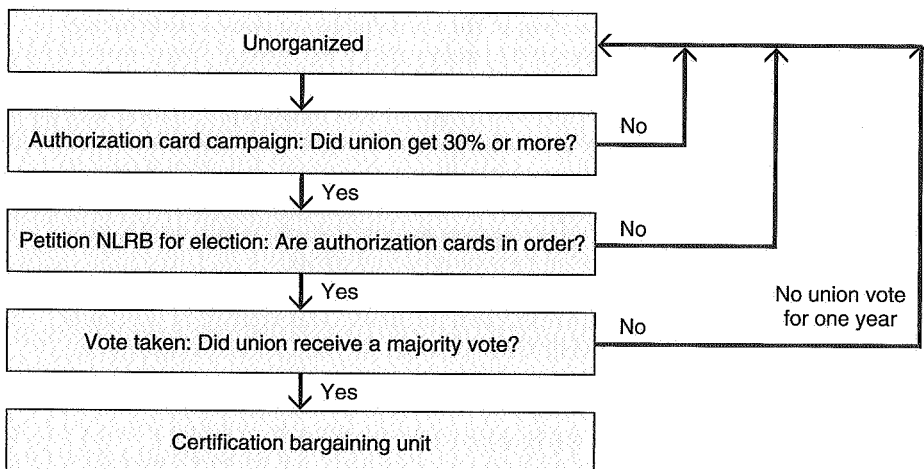 Unorganized
Authorization card campaign: Did union get 30% or more?
No
Yes
Petition NLRB for election: Are authorization cards in order?
No
Yes
No union vote
for one year
Vote taken: Did union receive a majority vote?
No
Yes
Certification bargaining unit